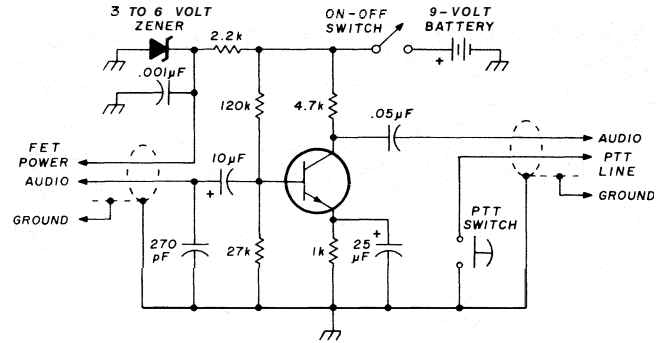 3 TO 6 VOLT
ZENER
2.2k
ON-OFF
SWITCH
9-VOLT
BATTERY
+
.001µF
120k
4.7k
.05µF
FET
POWER
AUDIO
GROUND
10µF
+
AUDIO
PTT
LINE
GROUND
PTT
SWITCH
270
pF
27k
1k
+
25
µF